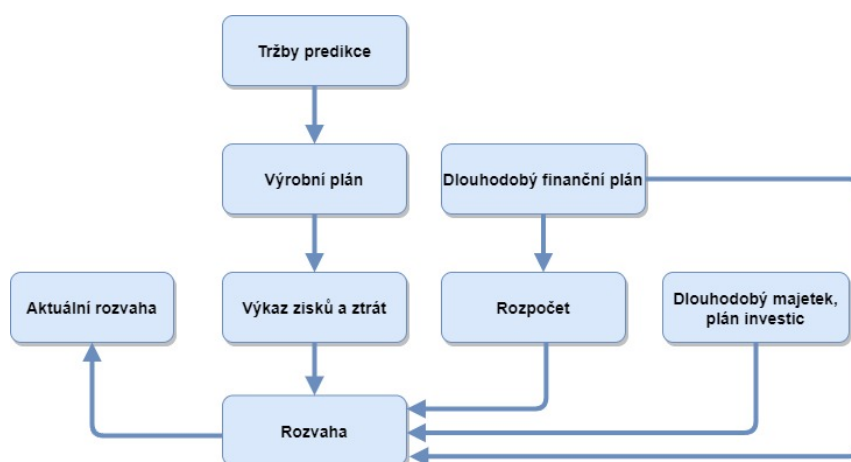 Tržby predikce
Výrobní plán
Dlouhodobý finanční plán
Aktuální rozvaha
Výkaz zisků a ztrát
Rozpočet
Dlouhodobý majetek,
plán investic
Rozvaha